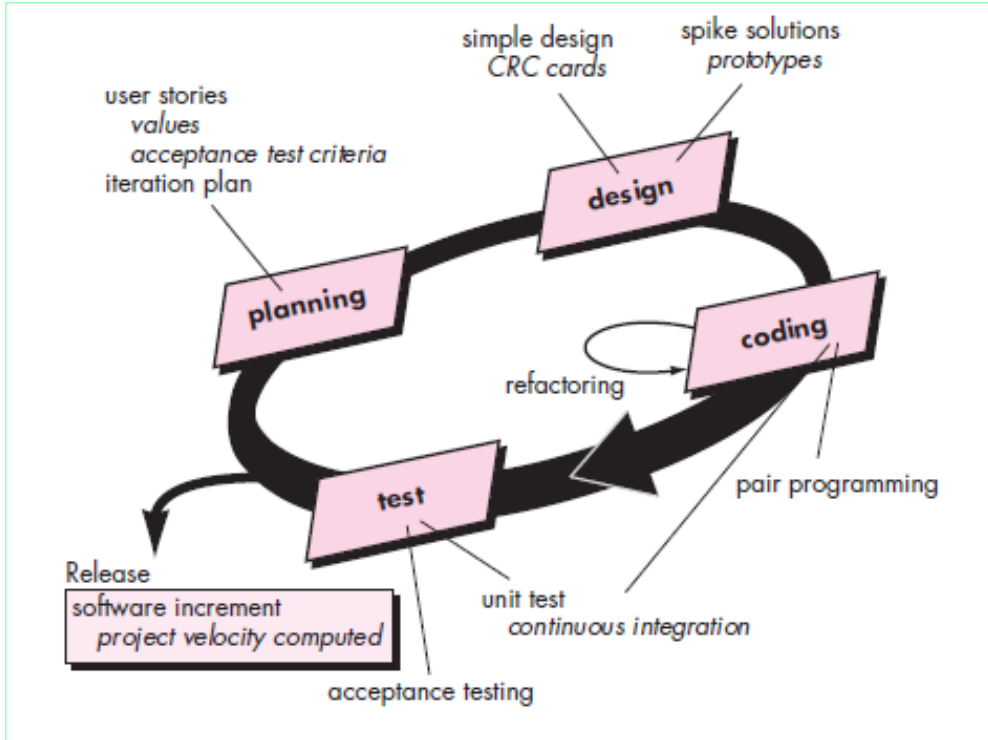 simple design
CRC cards
spike solutions
prototypes
user stories
values
acceptance test criteria
iteration plan
design
planning
coding
refactoring
test
pair programming
Release
software increment
project velocity computed
unit test
continuous integration
acceptance testing